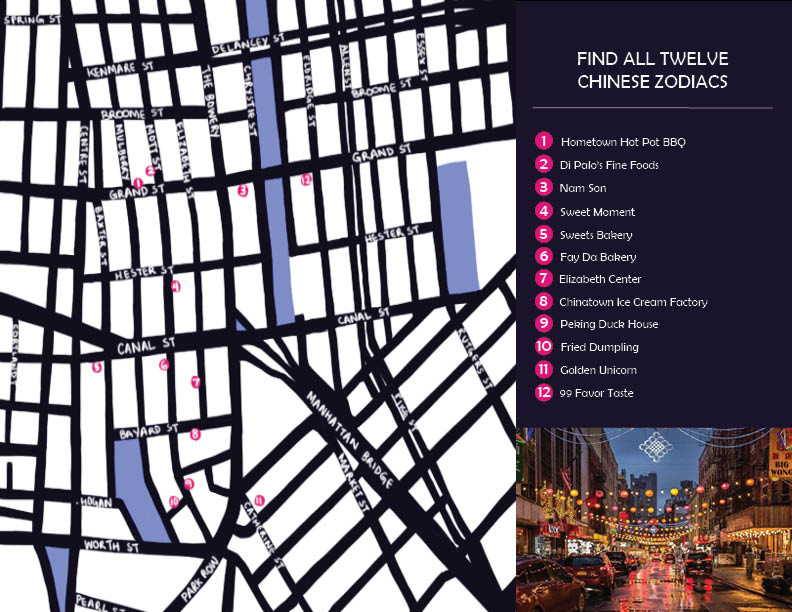 SPRING ST
DELANCEY ST
KENMARE ST
THE BOWERY
CHRYSTIE ST
ELDRIDGE ST
ALLEN ST
ESSEX ST
BROOME ST
BROOME ST
CENTRE ST
MULBERRY
MOTT ST
ELIZABETH ST
GRAND ST
GRAND ST
1
2
3
12
BAXTER ST
HESTER ST
HESTER ST
4
CANAL ST
CANAL ST
RUTGERS ST
5
6
7
MANHATTAN BRIDGE
BAYARD ST
8
MARKET ST
9
10
11
HOGAN
CATHERINE ST
WORTH ST
PARK ROW
PEARL ST
FIND ALL TWELVE
CHINESE ZODIACS
1 Hometown Hot Pot BBQ
2 Di Palo's Fine Foods
3 Nam Son
4 Sweet Moment
5 Sweets Bakery
6 Fay Da Bakery
7 Elizabeth Center
8 Chinatown Ice Cream Factory
9 Peking Duck House
10 Fried Dumpling
11 Golden Unicorn
12 99 Favor Taste
BIG
WONG